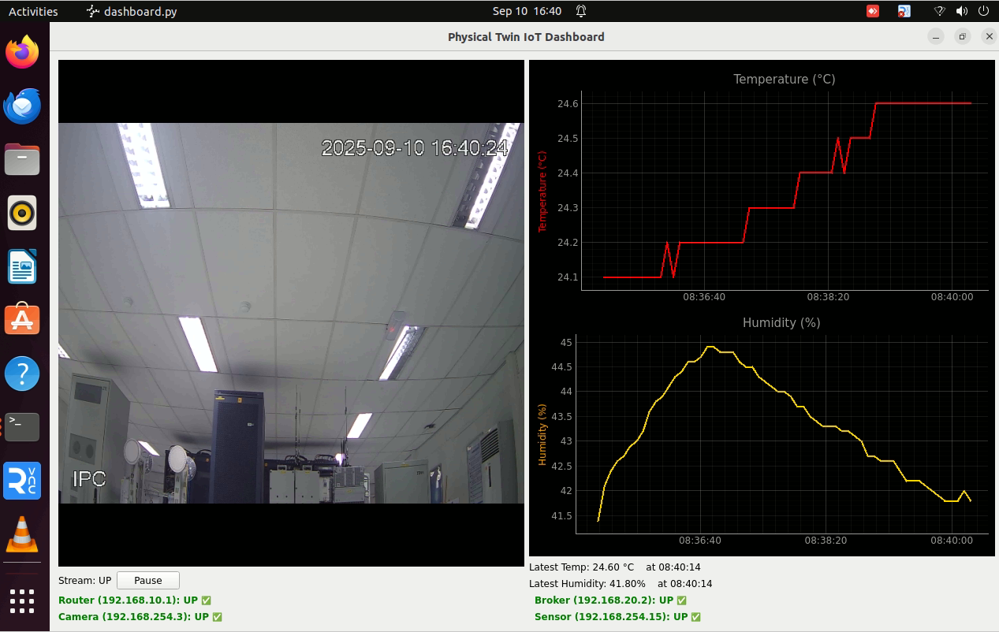 Activities dashboard.py Sep 10 16:40
Physical Twin IoT Dashboard
2025-09-10 16:40:24
IPC
Temperature (°C)
Temperature (°C)
24.6
24.5
24.4
24.3
24.2
24.1
08:36:40 08:38:20 08:40:00
Humidity (%)
Humidity (%)
45
44.5
44
43.5
43
42.5
42
41.5
08:36:40 08:38:20 08:40:00
Stream: UP Pause
Router (192.168.10.1): UP ✅
Camera (192.168.254.3): UP ✅
Latest Temp: 24.60 °C at 08:40:14
Latest Humidity: 41.80% at 08:40:14
Broker (192.168.20.2): UP ✅
Sensor (192.168.254.15): UP ✅